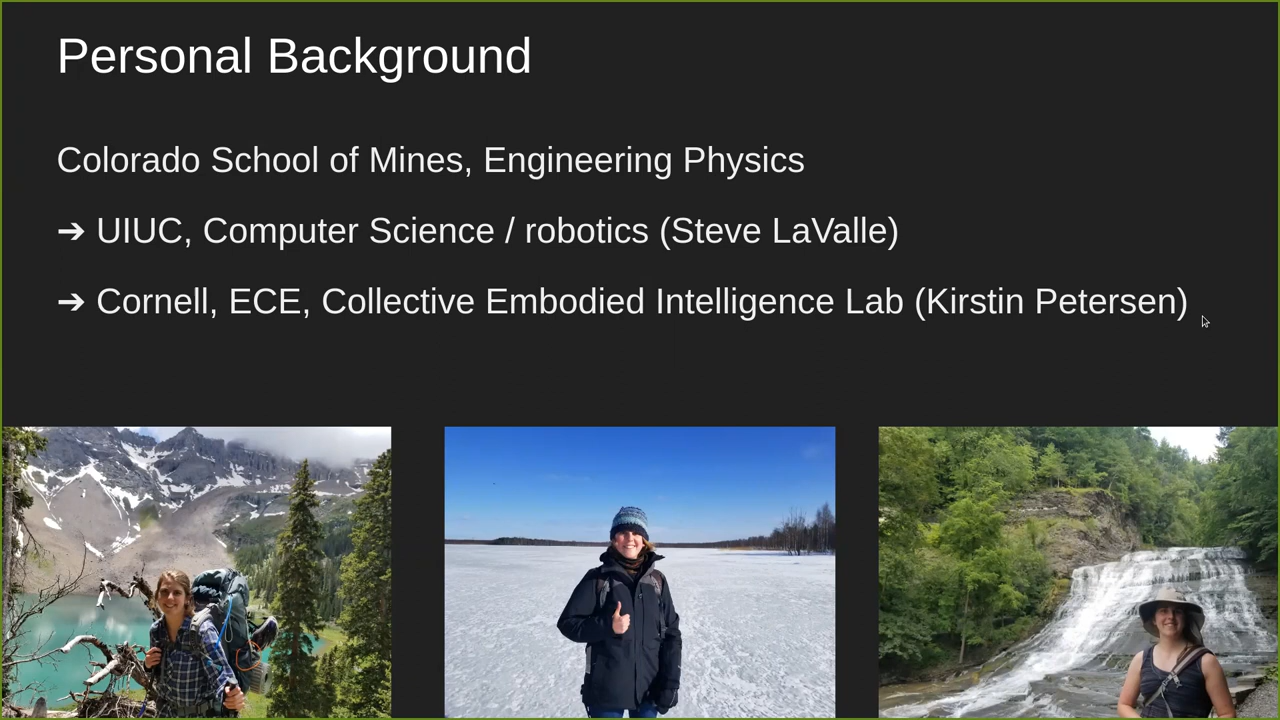 Personal Background
Colorado School of Mines, Engineering Physics
➔ UIUC, Computer Science / robotics (Steve LaValle)
➔ Cornell, ECE, Collective Embodied Intelligence Lab (Kirstin Petersen)